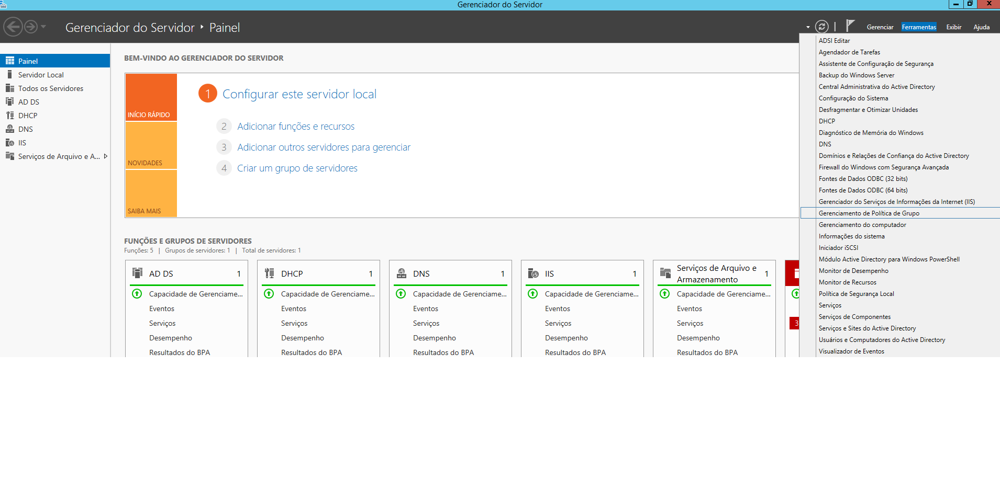 Gerenciador do Servidor
Gerenciador do Servidor ‣ Painel
Gerenciar Ferramentas Exibir Ajuda
Painel
Servidor Local
Todos os Servidores
AD DS
DHCP
DNS
IIS
Serviços de Arquivo e A...
BEM-VINDO AO GERENCIADOR DO SERVIDOR
INÍCIO RÁPIDO
NOVIDADES
SAIBA MAIS
1 Configurar este servidor local
2 Adicionar funções e recursos
3 Adicionar outros servidores para gerenciar
4 Criar um grupo de servidores
FUNÇÕES E GRUPOS DE SERVIDORES
Funções: 5 | Grupos de servidores: 1 | Total de servidores: 1
AD DS 1
Capacidade de Gerenciame...
Eventos
Serviços
Desempenho
Resultados do BPA
DHCP 1
Capacidade de Gerenciame...
Eventos
Serviços
Desempenho
Resultados do BPA
DNS 1
Capacidade de Gerenciame...
Eventos
Serviços
Desempenho
Resultados do BPA
IIS 1
Capacidade de Gerenciame...
Eventos
Serviços
Desempenho
Resultados do BPA
Serviços de Arquivo e
Armazenamento 1
Capacidade de Gerenciame...
Eventos
Serviços
Desempenho
Resultados do BPA
3
ADSI Editar
Agendador de Tarefas
Assistente de Configuração de Segurança
Backup do Windows Server
Central Administrativa do Active Directory
Configuração do Sistema
Desfragmentar e Otimizar Unidades
DHCP
Diagnóstico de Memória do Windows
DNS
Domínios e Relações de Confiança do Active Directory
Firewall do Windows com Segurança Avançada
Fontes de Dados ODBC (32 bits)
Fontes de Dados ODBC (64 bits)
Gerenciador do Serviços de Informações da Internet (IIS)
Gerenciamento de Política de Grupo
Gerenciamento do computador
Informações do sistema
Iniciador iSCSI
Módulo Active Directory para Windows PowerShell
Monitor de Desempenho
Monitor de Recursos
Política de Segurança Local
Serviços
Serviços de Componentes
Serviços e Sites do Active Directory
Usuários e Computadores do Active Directory
Visualizador de Eventos